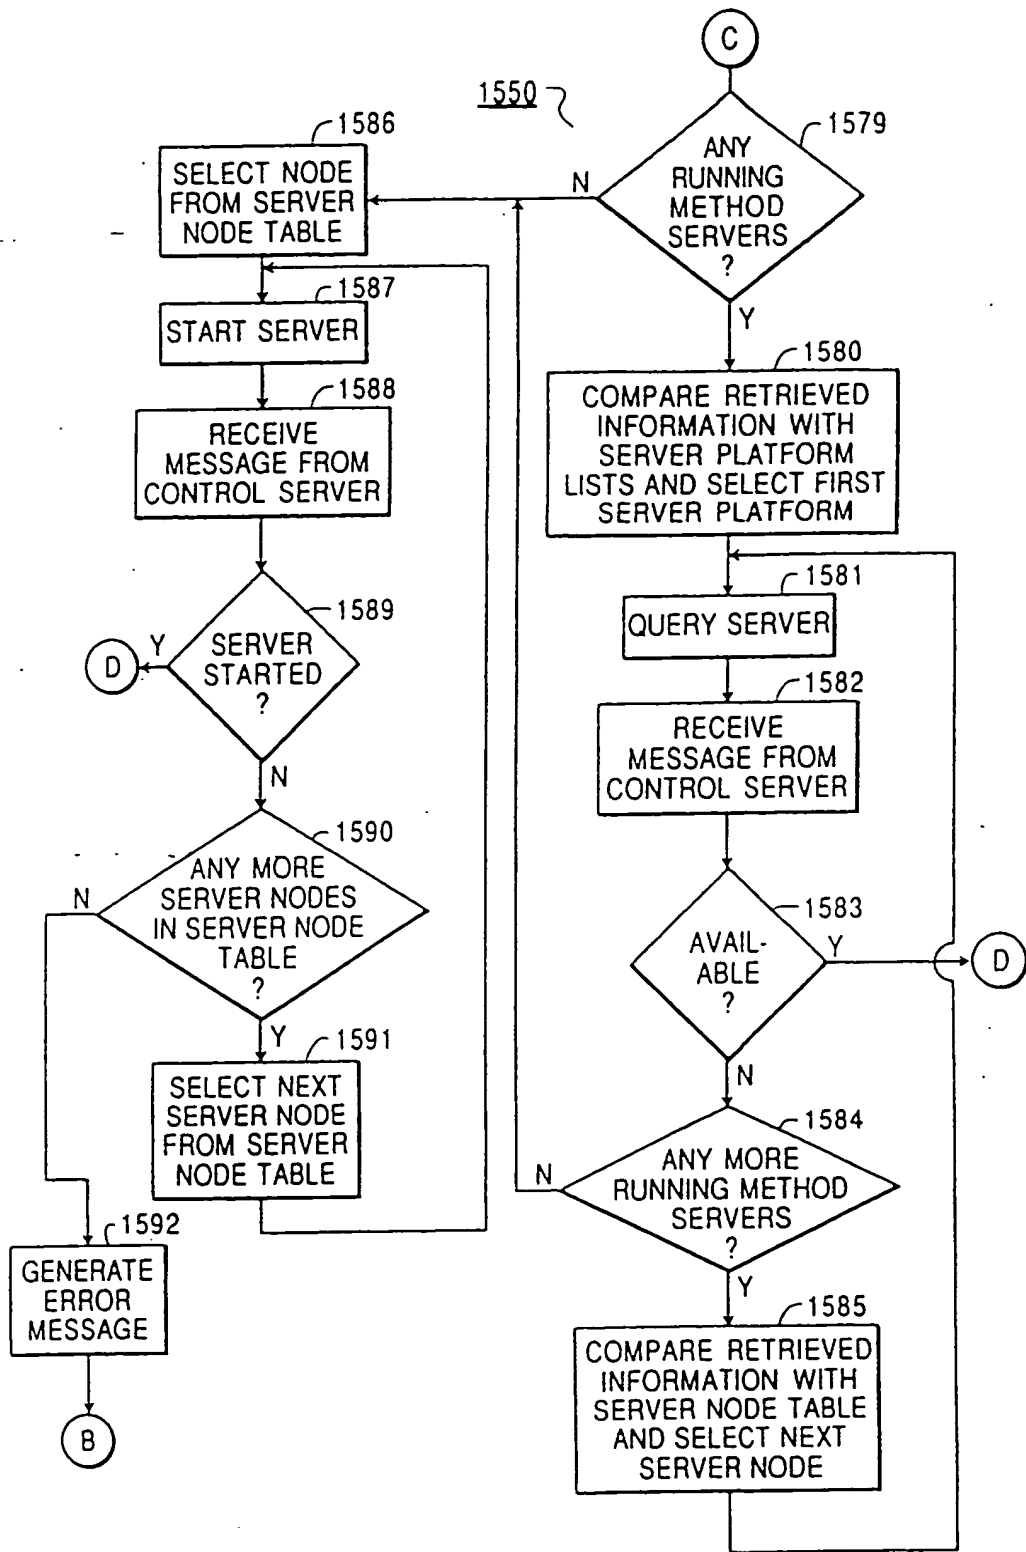 C
1550
1579
ANY
RUNNING
METHOD
SERVERS
?
N
Y
1586
SELECT NODE
FROM SERVER
NODE TABLE
1587
START SERVER
1588
RECEIVE
MESSAGE FROM
CONTROL SERVER
1589
SERVER
STARTED
?
Y
D
N
1590
ANY MORE
SERVER NODES
IN SERVER NODE
TABLE
?
N
Y
1591
SELECT NEXT
SERVER NODE
FROM SERVER
NODE TABLE
1592
GENERATE
ERROR
MESSAGE
B
1580
COMPARE RETRIEVED
INFORMATION WITH
SERVER PLATFORM
LISTS AND SELECT FIRST
SERVER PLATFORM
1581
QUERY SERVER
1582
RECEIVE
MESSAGE FROM
CONTROL SERVER
1583
AVAIL-
ABLE
?
Y
D
N
1584
ANY MORE
RUNNING METHOD
SERVERS
?
N
Y
1585
COMPARE RETRIEVED
INFORMATION WITH
SERVER NODE TABLE
AND SELECT NEXT
SERVER NODE